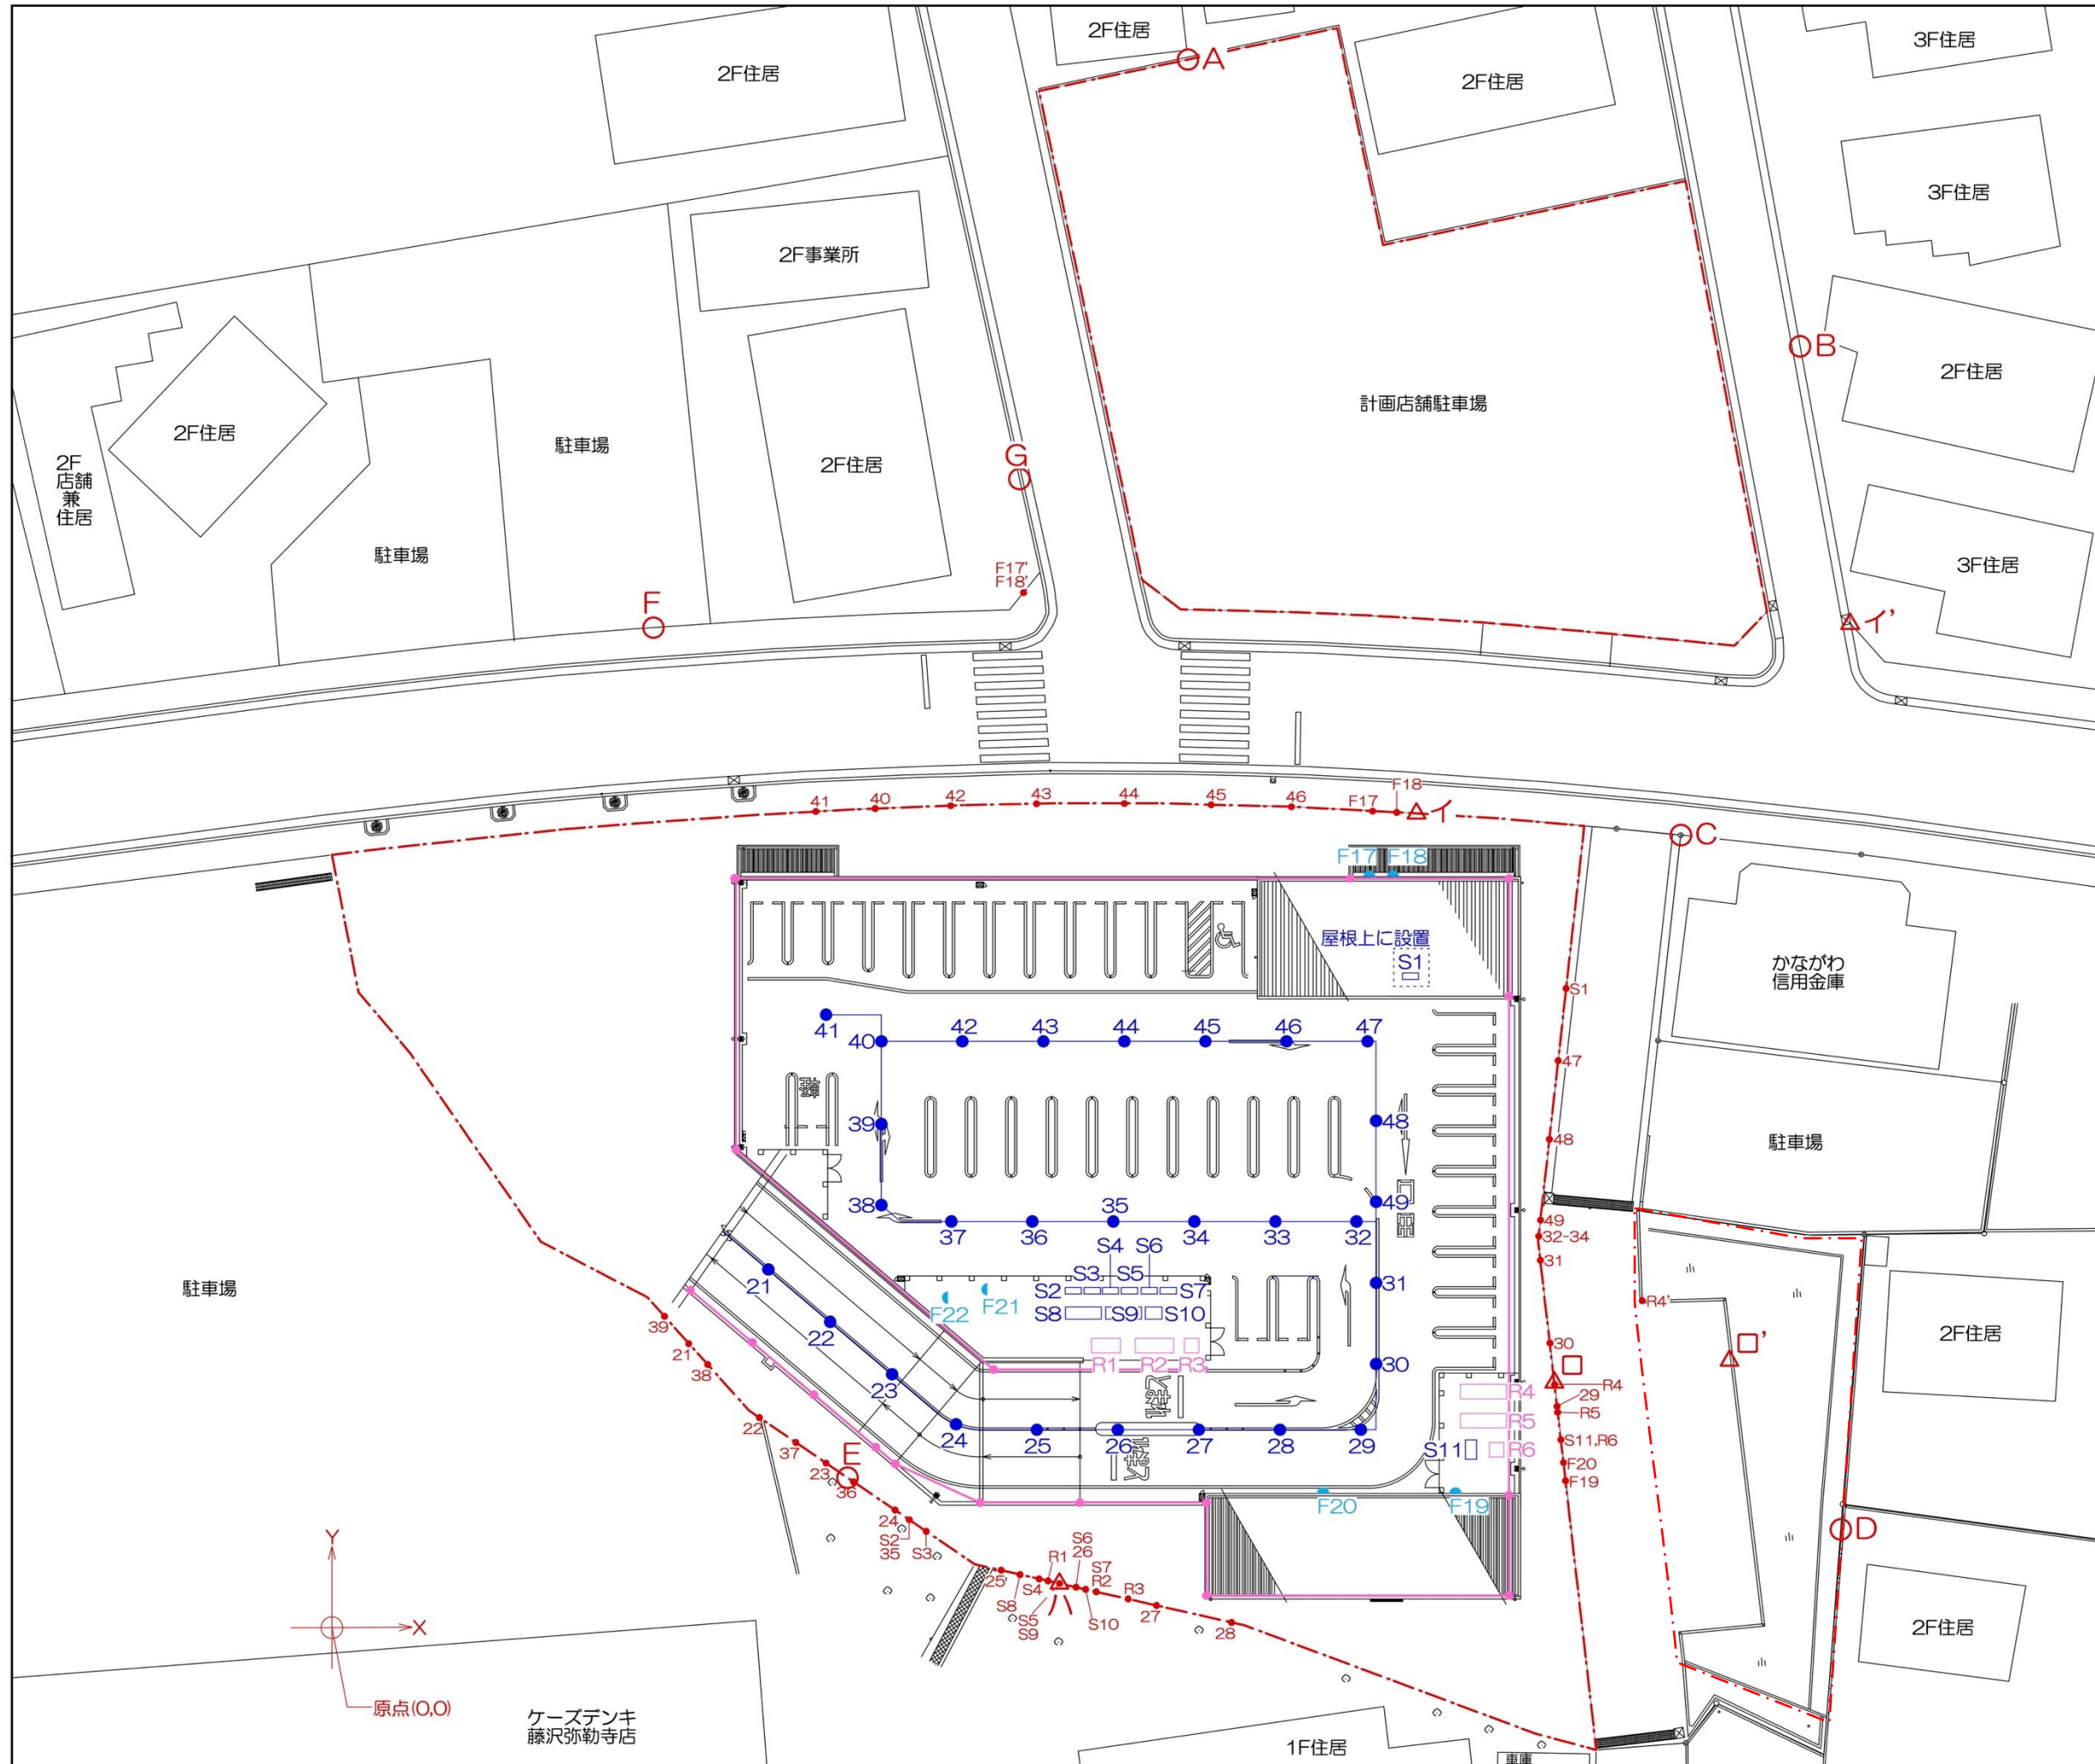 2F住居
A
3F住居
2F住居
2F住居
3F住居
2F事業所
B
2F住居
計画店舗駐車場
2F住居
駐車場
G
2F住居
2F
店舗
兼
住居
駐車場
3F住居
F17'
F18'
F
イ'
41
40
42
43
44
45
46
F17
F18
イ
C
F17
F18
屋根上に設置
S1
かながわ
信用金庫
S1
41
40
42
43
44
45
46
47
47
39
48
48
駐車場
38
49
出口
49
37
36
35
34
33
32
32-34
31
21
S3
S4
S5
S6
S2
S7
31
駐車場
F22
F21
S8
S9
S10
R4'
39
22
2F住居
21
R1
R2
R3
30
30
ロ
ロ'
38
23
R4
R4
止まれ
29
R5
R5
22
24
25
26
27
28
29
止まれ
37
S11
R6
S11,R6
E
23
F20
36
F20
F19
F19
24
D
S2
35
S3
Y
25
S4
R1
S6
26
S7
R2
R3
S8
27
S5
S9
S10
ハ
28
X
2F住居
原点(0,0)
ケーズデンキ
藤沢弥勒寺店
1F住居
車庫